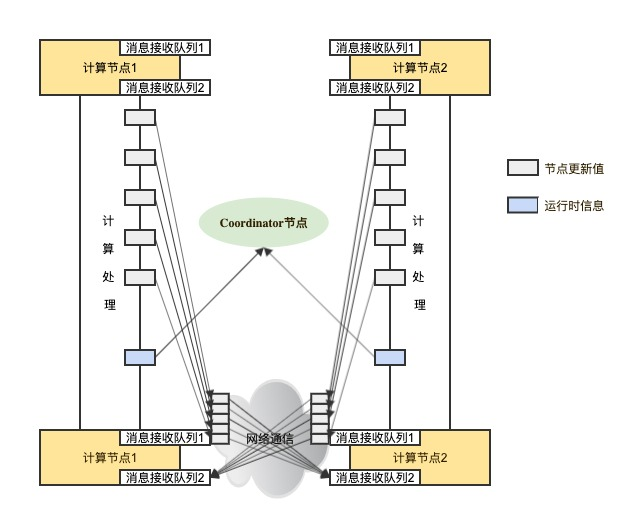 消息接收队列1
消息接收队列1
计算节点1
计算节点2
消息接收队列2
消息接收队列2
节点更新值
运行时信息
计算处理
Coordinator节点
计算处理
网络通信
消息接收队列1
消息接收队列1
计算节点1
计算节点2
消息接收队列2
消息接收队列2